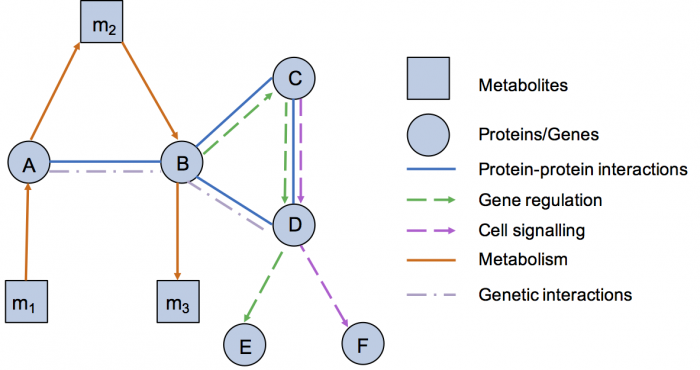 m₂
C
Metabolites
Proteins/Genes
A
B
Protein-protein interactions
Gene regulation
D
Cell signalling
Metabolism
m₁
m₃
Genetic interactions
E
F